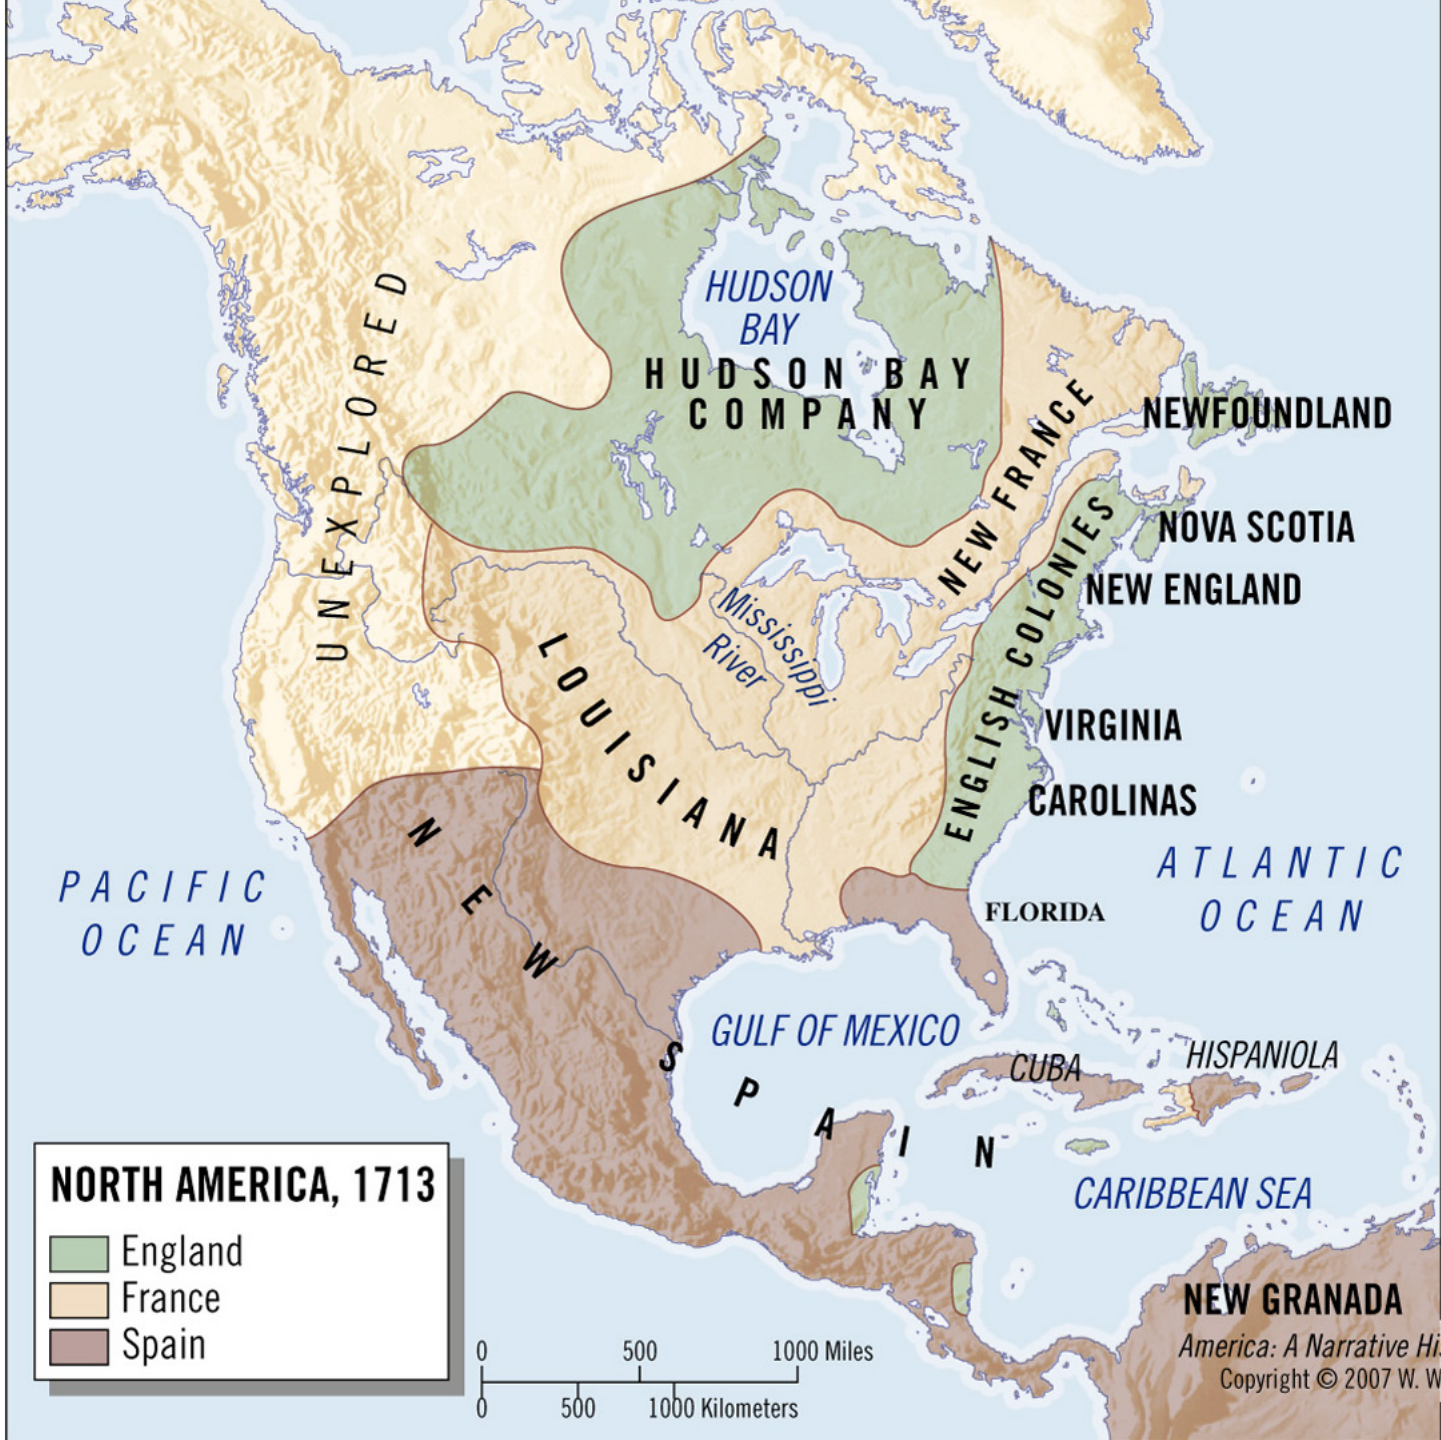 HUDSON
BAY
HUDSON BAY
COMPANY
UNEXPLORED
NEW FRANCE
NEWFOUNDLAND
NOVA SCOTIA
NEW ENGLAND
ENGLISH COLONIES
Mississippi
River
LOUISIANA
VIRGINIA
CAROLINAS
PACIFIC
OCEAN
ATLANTIC
OCEAN
FLORIDA
NEW SPAIN
GULF OF MEXICO
CUBA
HISPANIOLA
CARIBBEAN SEA
NEW GRANADA
NORTH AMERICA, 1713
England
France
Spain
0 500 1000 Miles
0 500 1000 Kilometers
America: A Narrative Hi
Copyright © 2007 W. W